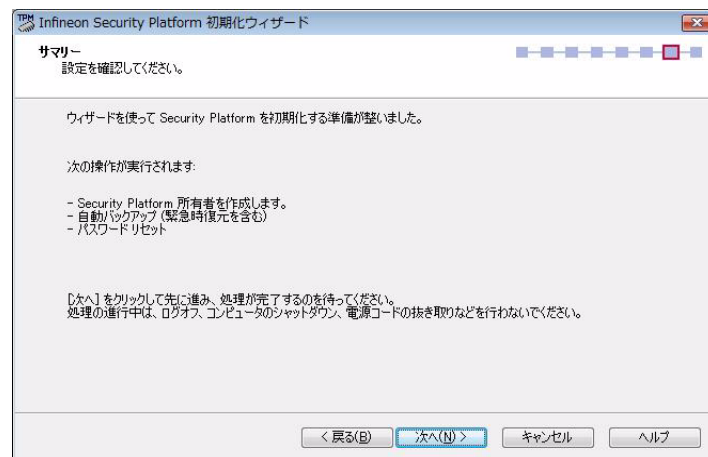 TPM
Infineon Security Platform 初期化ウィザード
サマリー
設定を確認してください。
ウィザードを使って Security Platform を初期化する準備が整いました。
次の操作が実行されます:
- Security Platform 所有者を作成します。
- 自動バックアップ (緊急時復元を含む)
- パスワード リセット
[次へ] をクリックして先に進み、処理が完了するのを待ってください。
処理の進行中は、ログオフ、コンピュータのシャットダウン、電源コードの抜き取りなどを行わないでください。
< 戻る(B)
次へ(N) >
キャンセル
ヘルプ